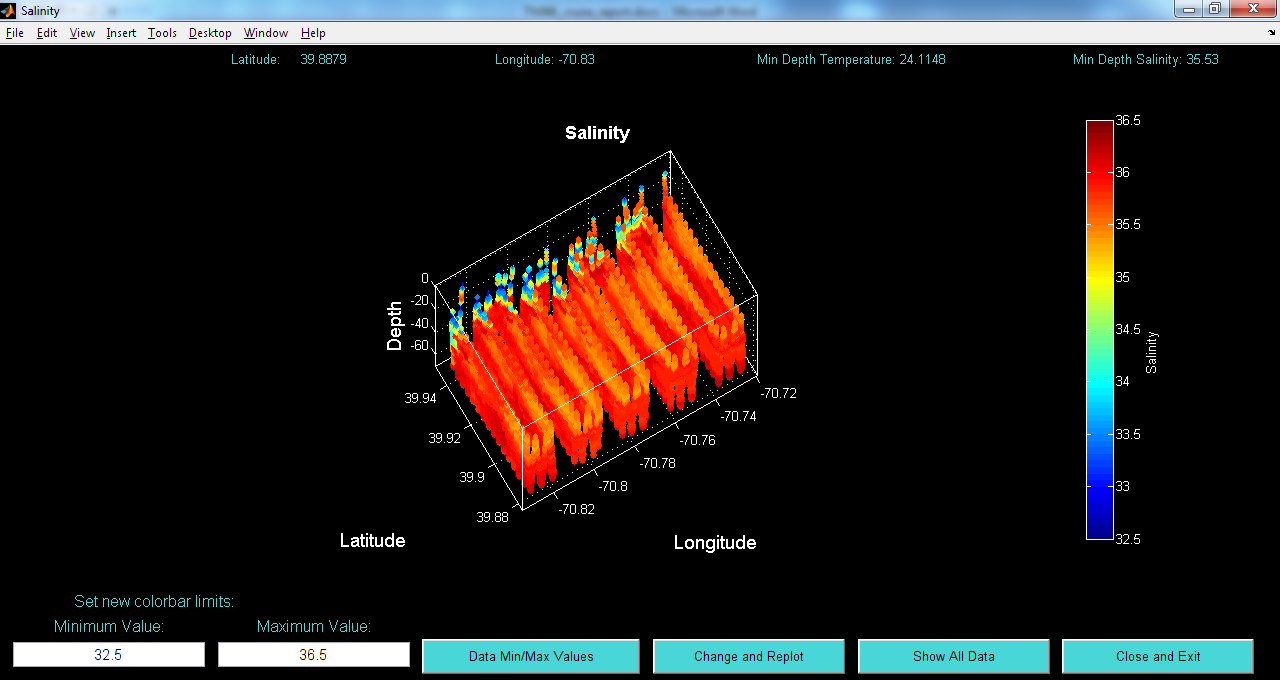 Salinity
File Edit View Insert Tools Desktop Window Help
Latitude: 39.8879 Longitude: -70.83 Min Depth Temperature: 24.1148 Min Depth Salinity: 35.53
Salinity
Depth
0
-20
-40
-60
39.94
39.92
39.9
39.88
-70.82
-70.8
-70.78
-70.76
-70.74
-70.72
Latitude
Longitude
36.5
36
35.5
35
34.5
34
33.5
33
32.5
Salinity
Set new colorbar limits:
Minimum Value: Maximum Value:
32.5 36.5 Data Min/Max Values Change and Replot Show All Data Close and Exit